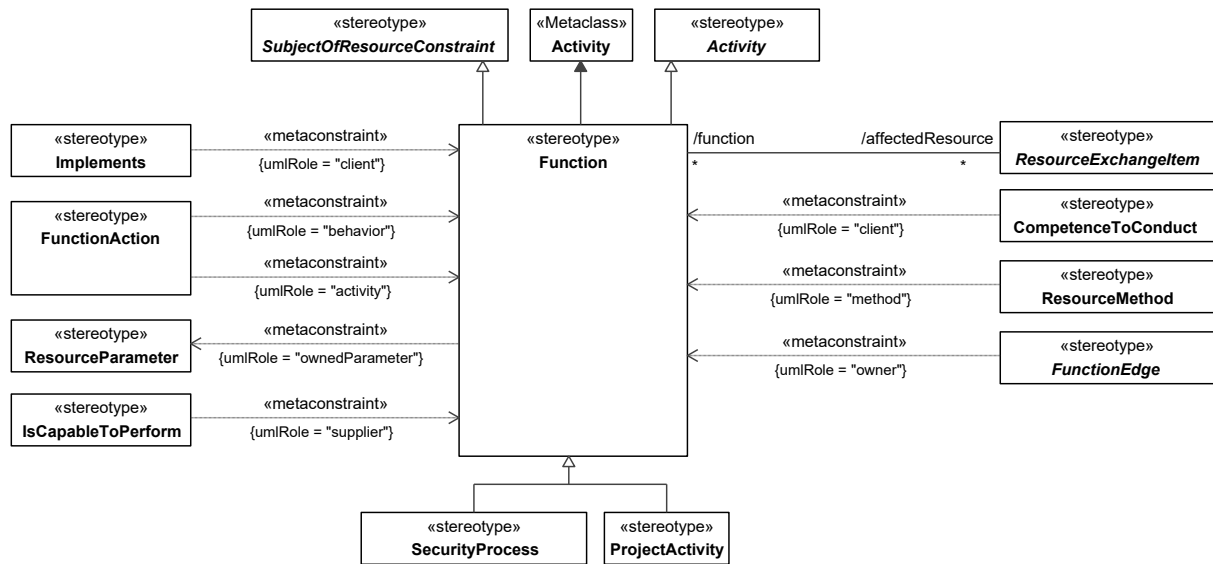 «stereotype»
SubjectOfResourceConstraint
«Metaclass»
Activity
«stereotype»
Activity
«stereotype»
Implements
«metaconstraint»
{umlRole = "client"}
«stereotype»
FunctionAction
«metaconstraint»
{umlRole = "behavior"}
«metaconstraint»
{umlRole = "activity"}
«stereotype»
ResourceParameter
«metaconstraint»
{umlRole = "ownedParameter"}
«stereotype»
IsCapableToPerform
«metaconstraint»
{umlRole = "supplier"}
«stereotype»
Function
/function
*
/affectedResource
*
«stereotype»
ResourceExchangeItem
«metaconstraint»
{umlRole = "client"}
«stereotype»
CompetenceToConduct
«metaconstraint»
{umlRole = "method"}
«stereotype»
ResourceMethod
«metaconstraint»
{umlRole = "owner"}
«stereotype»
FunctionEdge
«stereotype»
SecurityProcess
«stereotype»
ProjectActivity